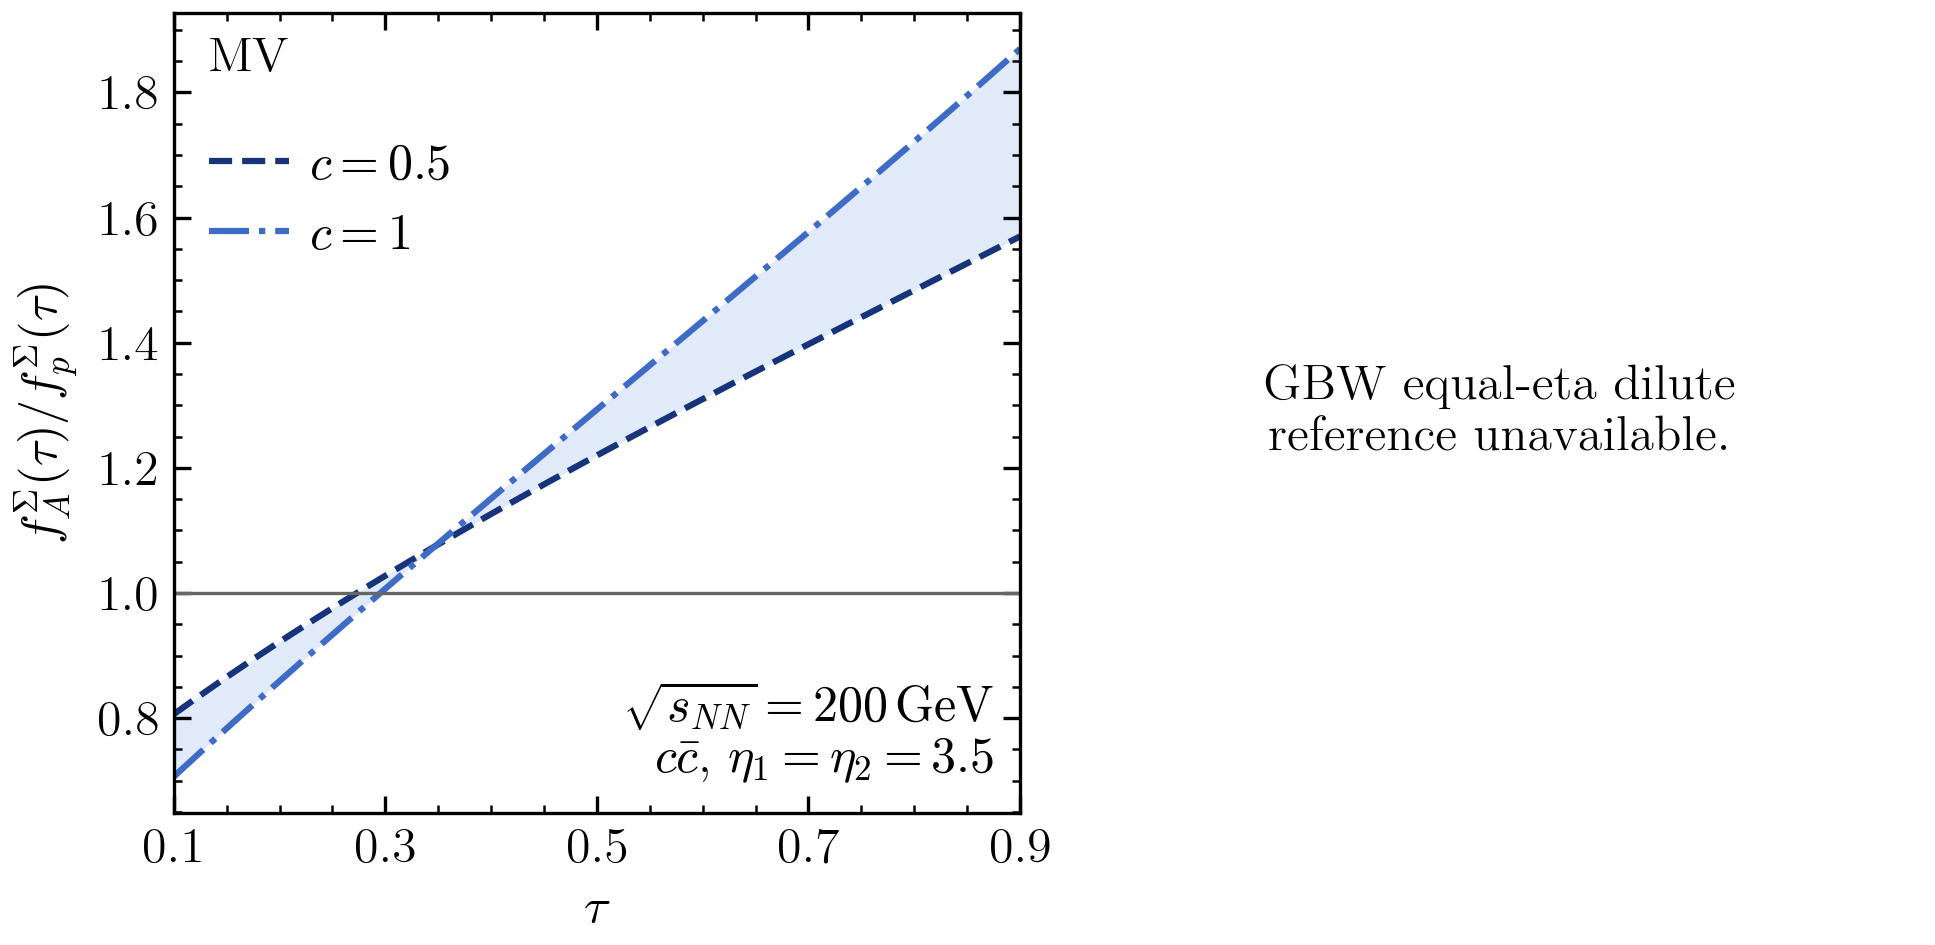 MV
c = 0.5
c = 1
f_A^Σ(τ)/f_p^Σ(τ)
1.8
1.6
1.4
1.2
1.0
0.8
√s_NN = 200 GeV
cc̄, η₁ = η₂ = 3.5
0.1 0.3 0.5 0.7 0.9
τ
GBW equal-eta dilute
reference unavailable.